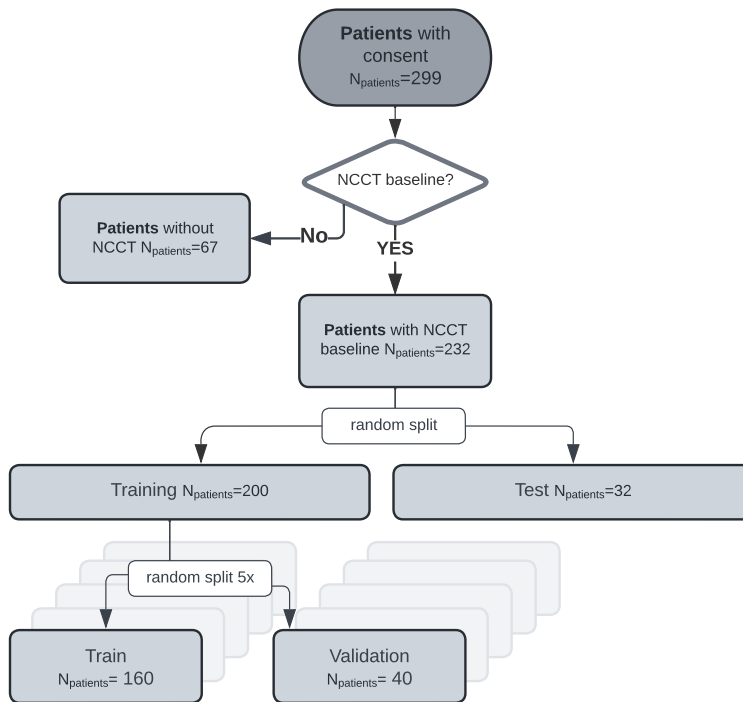 Patients with
consent
Npatients=299
NCCT baseline?
No
YES
Patients without
NCCT Npatients=67
Patients with NCCT
baseline Npatients=232
random split
Training Npatients=200
Test Npatients=32
random split 5x
Train
Npatients= 160
Validation
Npatients= 40